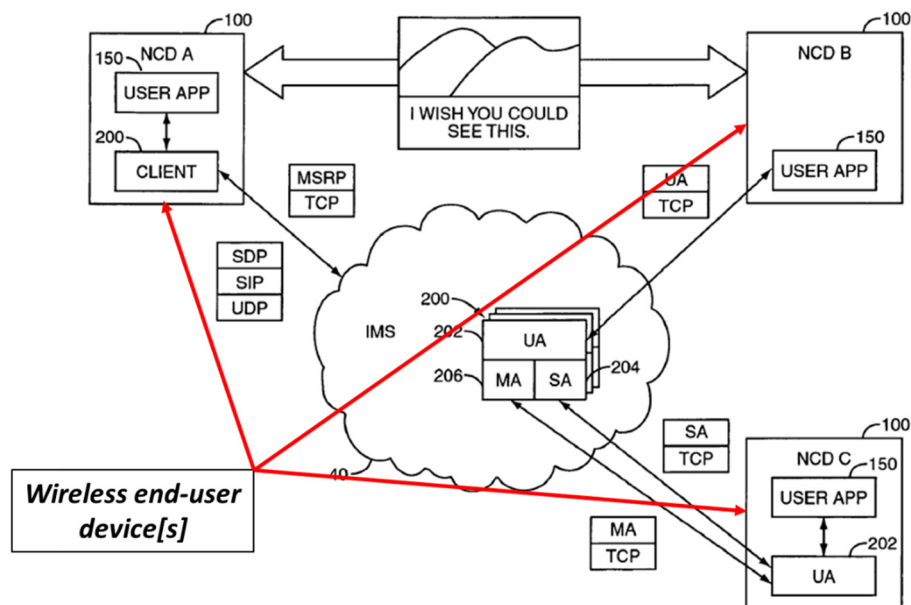 100
NCD A
150
USER APP
200
CLIENT
I WISH YOU COULD
SEE THIS.
100
NCD B
150
USER APP
MSRP
TCP
UA
TCP
SDP
SIP
UDP
IMS
200
202
UA
206
MA
SA
204
40
SA
TCP
MA
TCP
100
NCD C
150
USER APP
202
UA
Wireless end-user
device[s]